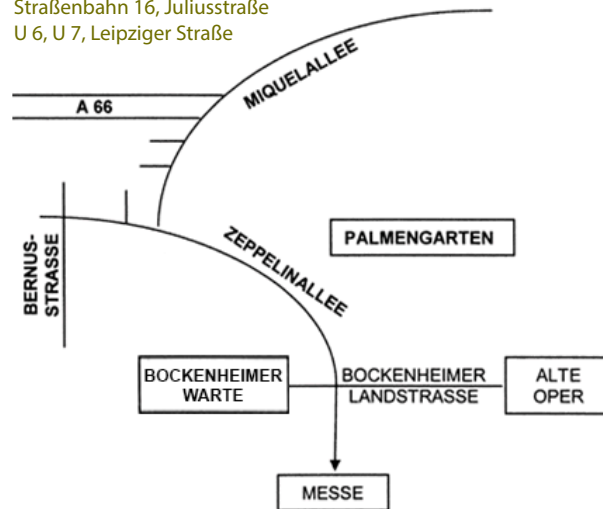 Straßenbahn 16, Juliusstraße
U 6, U 7, Leipziger Straße
MIQUELALLEE
A 66
ZEPPELINALLEE
PALMENGARTEN
BERNUS-
STRASSE
BOCKENHEIMER
WARTE
BOCKENHEIMER
LANDSTRASSE
ALTE
OPER
MESSE